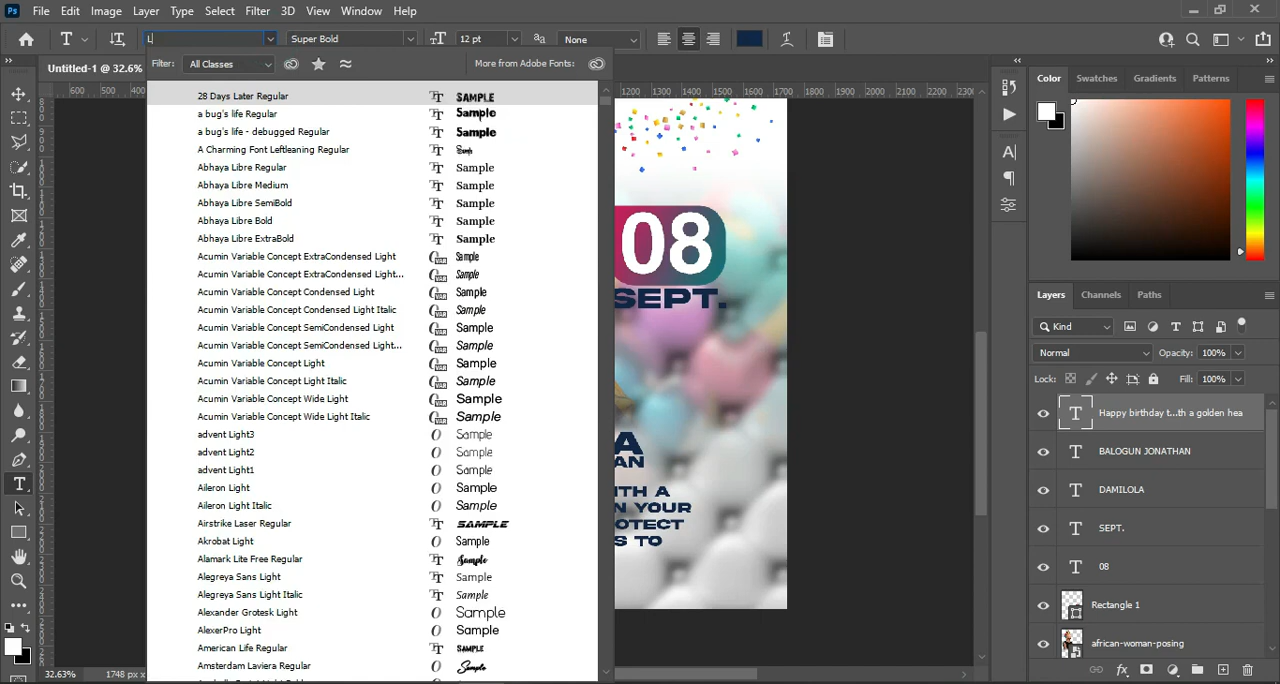 Ps File Edit Image Layer Type Select Filter 3D View Window Help
L Super Bold 12 pt None
Untitled-1 @ 32.6%
Filter: All Classes More from Adobe Fonts:
28 Days Later Regular SAMPLE
a bug's life Regular Sample
a bug's life - debugged Regular Sample
A Charming Font Leftleaning Regular Sample
Abhaya Libre Regular Sample
Abhaya Libre Medium Sample
Abhaya Libre SemiBold Sample
Abhaya Libre Bold Sample
Abhaya Libre ExtraBold Sample
Acumin Variable Concept ExtraCondensed Light Sample
Acumin Variable Concept ExtraCondensed Light... Sample
Acumin Variable Concept Condensed Light Sample
Acumin Variable Concept Condensed Light Italic Sample
Acumin Variable Concept SemiCondensed Light Sample
Acumin Variable Concept SemiCondensed Light... Sample
Acumin Variable Concept Light Sample
Acumin Variable Concept Light Italic Sample
Acumin Variable Concept Wide Light Sample
Acumin Variable Concept Wide Light Italic Sample
advent Light3 Sample
advent Light2 Sample
advent Light1 Sample
Aileron Light Sample
Aileron Light Italic Sample
Airstrike Laser Regular SAMPLE
Akrobat Light Sample
Alamark Lite Free Regular Sample
Alegreya Sans Light Sample
Alegreya Sans Light Italic Sample
Alexander Grotesk Light Sample
AlexerPro Light Sample
American Life Regular SAMPLE
Amsterdam Laviera Regular Sample
600 500 400
1200 1300 1400 1500 1600 1700 1800 1900 2000 2100 2200 2300
08
SEPT.
A
AN
ITH A
N YOUR
OTECT
S TO
32.63% 1748 px x
Color Swatches Gradients Patterns
Layers Channels Paths
Kind
Normal Opacity: 100%
Lock: Fill: 100%
Happy birthday t...th a golden hea
BALOGUN JONATHAN
DAMILOLA
SEPT.
08
Rectangle 1
african-woman-posing